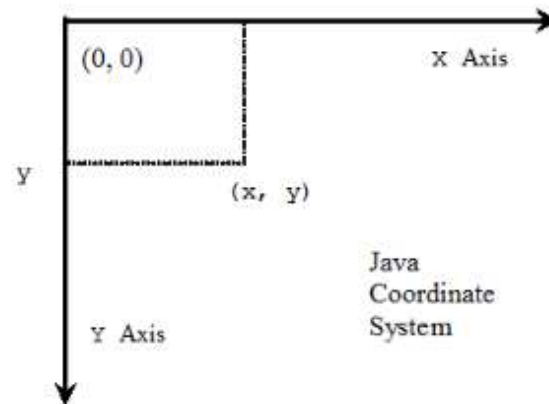 (0, 0)
X Axis
y
(x, y)
Java
Coordinate
System
Y Axis